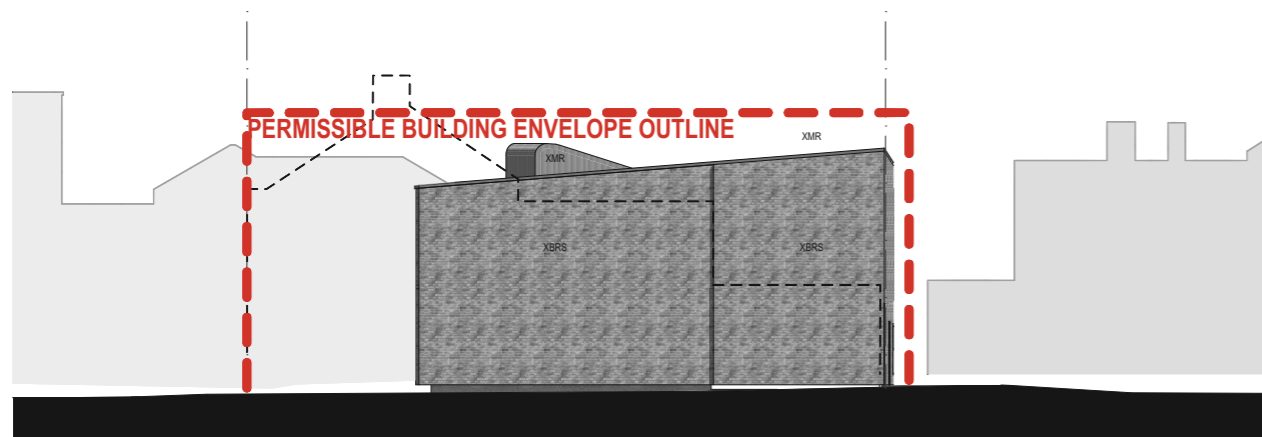 PERMISSIBLE BUILDING ENVELOPE OUTLINE
XMR
XMR
XBRS
XBRS